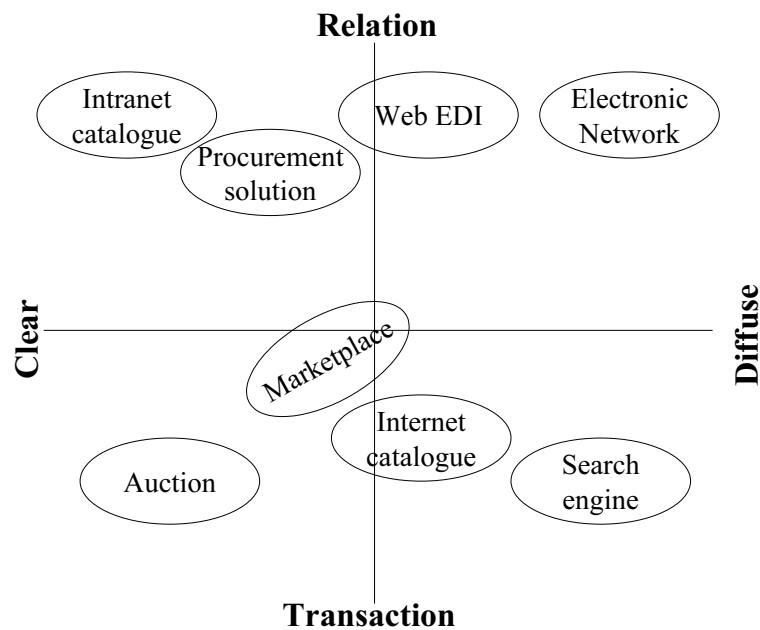 Relation
Intranet
catalogue
Web EDI
Electronic
Network
Procurement
solution
Clear
Diffuse
Marketplace
Internet
catalogue
Auction
Search
engine
Transaction